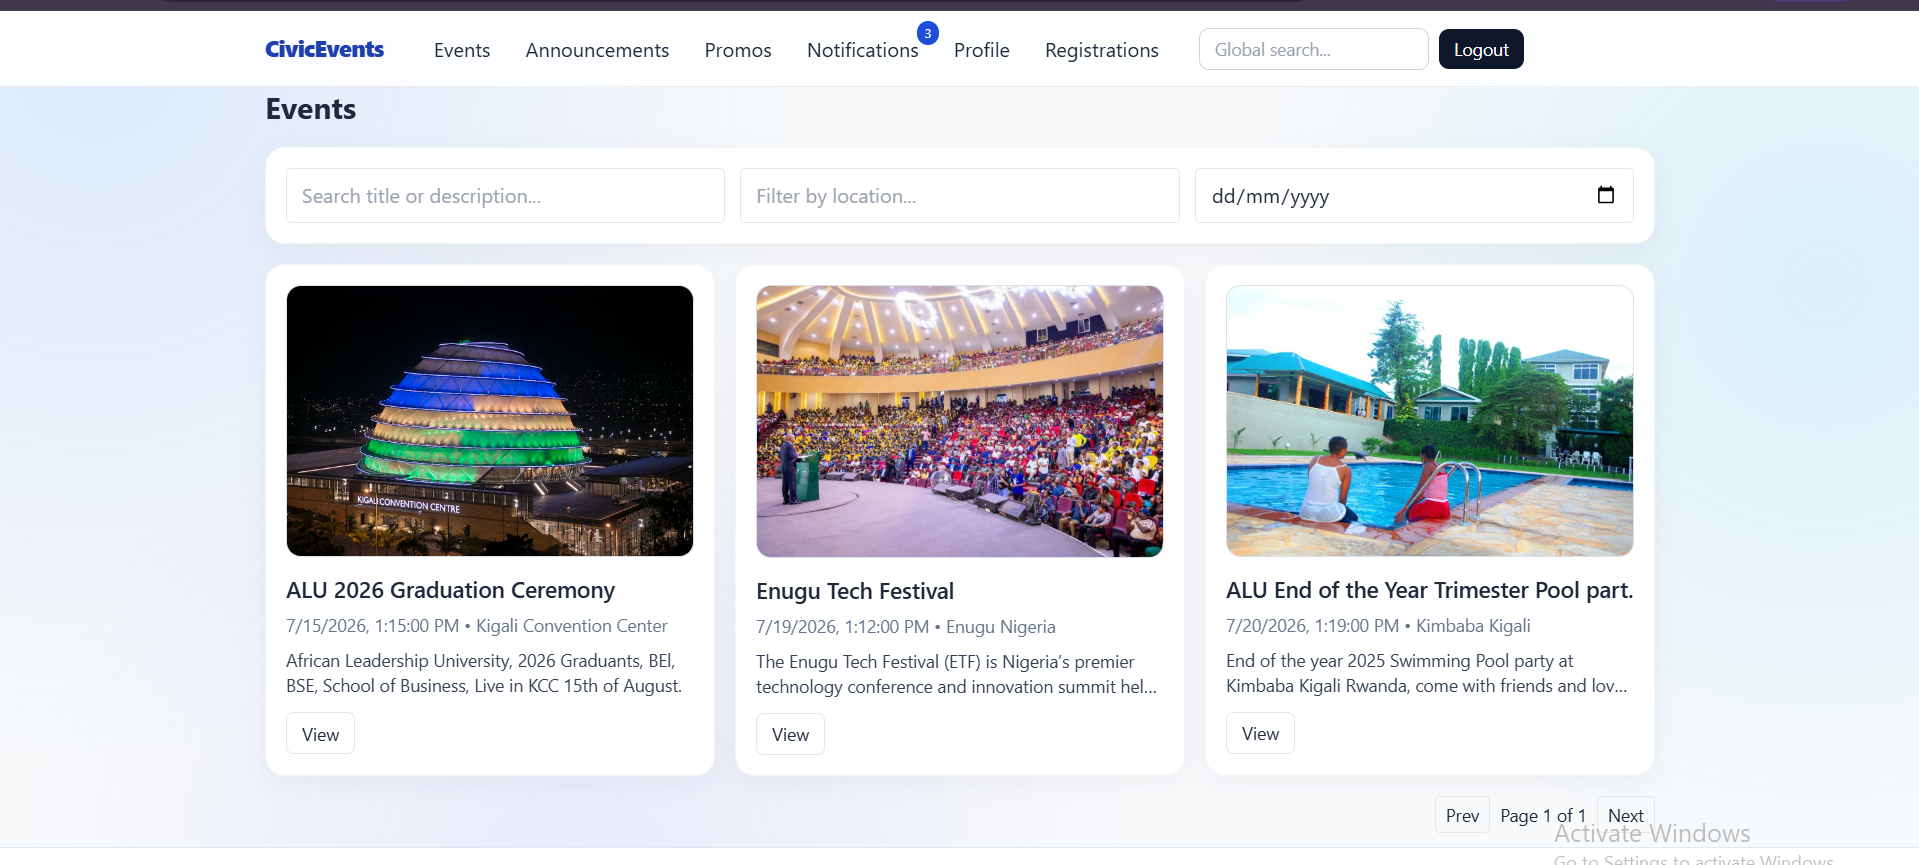 CivicEvents
Events
Announcements
Promos
Notifications
3
Profile
Registrations
Global search...
Logout
Events
Search title or description...
Filter by location...
dd/mm/yyyy
KIGALI CONVENTION CENTRE
ALU 2026 Graduation Ceremony
7/15/2026, 1:15:00 PM • Kigali Convention Center
African Leadership University, 2026 Graduants, BEl,
BSE, School of Business, Live in KCC 15th of August.
View
Enugu Tech Festival
7/19/2026, 1:12:00 PM • Enugu Nigeria
The Enugu Tech Festival (ETF) is Nigeria’s premier
technology conference and innovation summit hel...
View
ALU End of the Year Trimester Pool part.
7/20/2026, 1:19:00 PM • Kimbaba Kigali
End of the year 2025 Swimming Pool party at
Kimbaba Kigali Rwanda, come with friends and lov...
View
Prev
Page 1 of 1
Next
Activate Windows
Go to Settings to activate Windows.